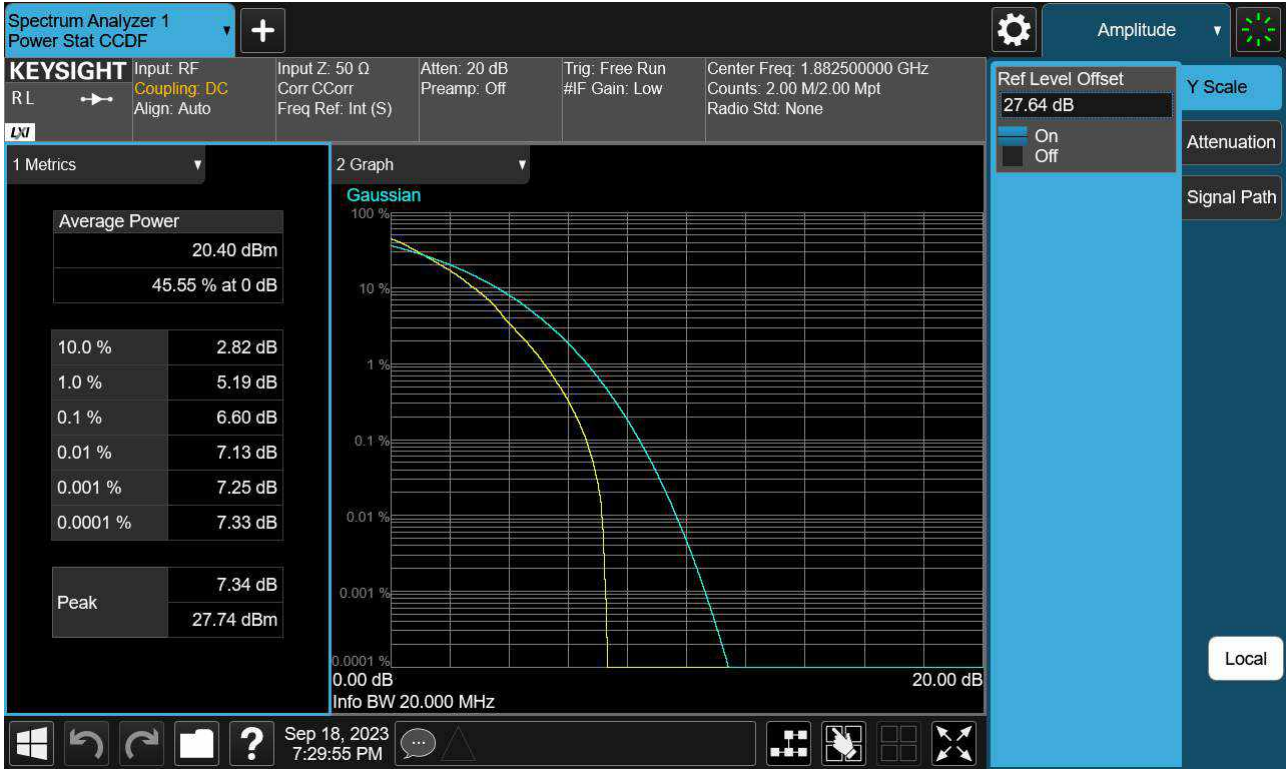 Spectrum Analyzer 1
Power Stat CCDF
Amplitude
KEYSIGHT
RL
LXI
Input: RF
Coupling: DC
Align: Auto
Input Z: 50 Ω
Corr CCorr
Freq Ref: Int (S)
Atten: 20 dB
Preamp: Off
Trig: Free Run
#IF Gain: Low
Center Freq: 1.882500000 GHz
Counts: 2.00 M/2.00 Mpt
Radio Std: None
Ref Level Offset
27.64 dB
On
Off
Y Scale
Attenuation
Signal Path
Local
1 Metrics
Average Power
20.40 dBm
45.55 % at 0 dB
10.0 % 2.82 dB
1.0 % 5.19 dB
0.1 % 6.60 dB
0.01 % 7.13 dB
0.001 % 7.25 dB
0.0001 % 7.33 dB
Peak
7.34 dB
27.74 dBm
2 Graph
Gaussian
100 %
10 %
1 %
0.1 %
0.01 %
0.001 %
0.0001 %
0.00 dB 20.00 dB
Info BW 20.000 MHz
?
Sep 18, 2023
7:29:55 PM